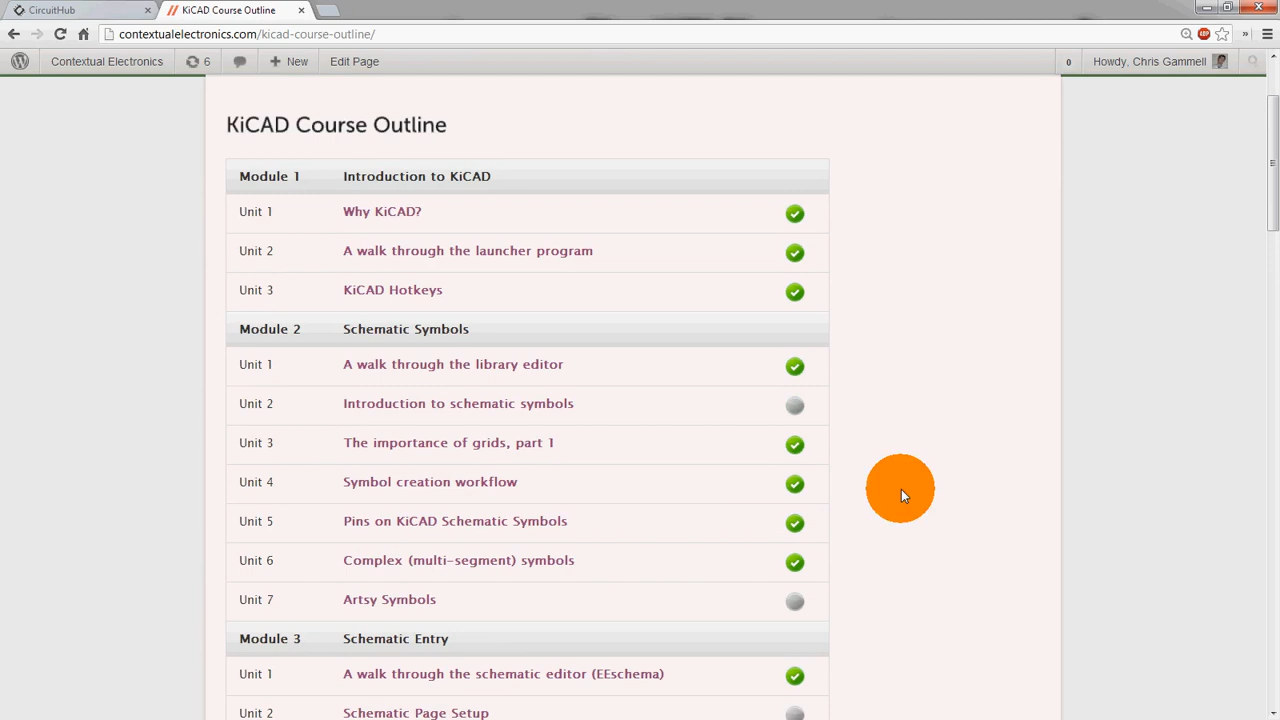 CircuitHub
KiCAD Course Outline
contextualelectronics.com/kicad-course-outline/
ABP
Contextual Electronics 6 New Edit Page 0 Howdy, Chris Gammell
KiCAD Course Outline
Module 1 Introduction to KiCAD
Unit 1 Why KiCAD?
Unit 2 A walk through the launcher program
Unit 3 KiCAD Hotkeys
Module 2 Schematic Symbols
Unit 1 A walk through the library editor
Unit 2 Introduction to schematic symbols
Unit 3 The importance of grids, part 1
Unit 4 Symbol creation workflow
Unit 5 Pins on KiCAD Schematic Symbols
Unit 6 Complex (multi-segment) symbols
Unit 7 Artsy Symbols
Module 3 Schematic Entry
Unit 1 A walk through the schematic editor (EEschema)
Unit 2 Schematic Page Setup